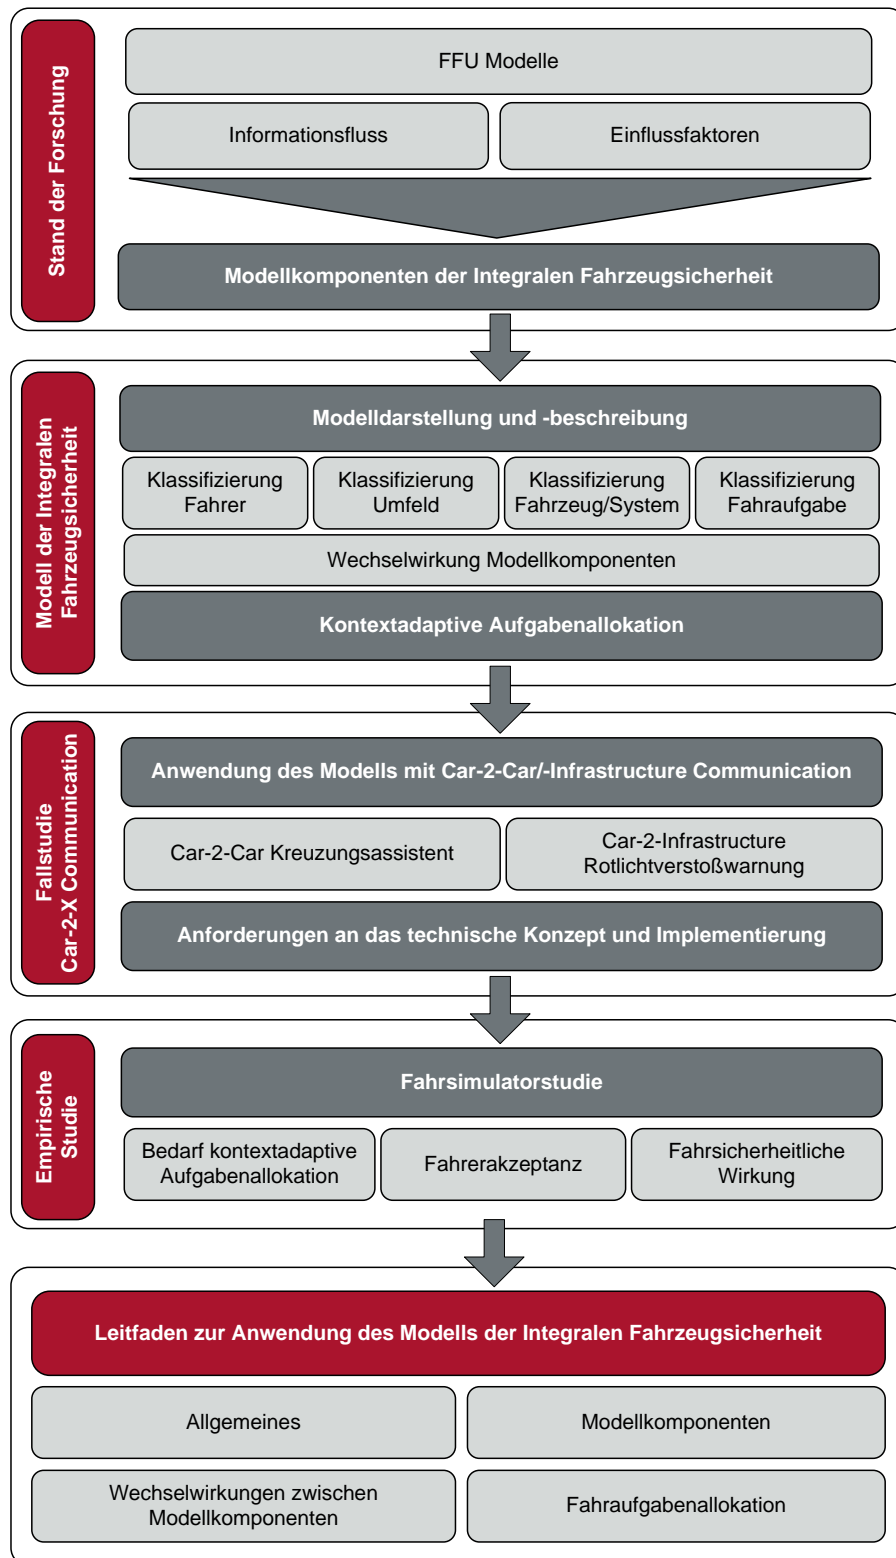 Stand der Forschung
FFU Modelle
Informationsfluss
Einflussfaktoren
Modellkomponenten der Integralen Fahrzeugsicherheit
Modell der Integralen
Fahrzeugsicherheit
Modelldarstellung und -beschreibung
Klassifizierung
Fahrer
Klassifizierung
Umfeld
Klassifizierung
Fahrzeug/System
Klassifizierung
Fahraufgabe
Wechselwirkung Modellkomponenten
Kontextadaptive Aufgabenallokation
Fallstudie
Car-2-X Communication
Anwendung des Modells mit Car-2-Car/-Infrastructure Communication
Car-2-Car Kreuzungsassistent
Car-2-Infrastructure
Rotlichtverstoßwarnung
Anforderungen an das technische Konzept und Implementierung
Empirische
Studie
Fahrsimulatorstudie
Bedarf kontextadaptive
Aufgabenallokation
Fahrerakzeptanz
Fahrsicherheitliche
Wirkung
Leitfaden zur Anwendung des Modells der Integralen Fahrzeugsicherheit
Allgemeines
Modellkomponenten
Wechselwirkungen zwischen
Modellkomponenten
Fahraufgabenallokation